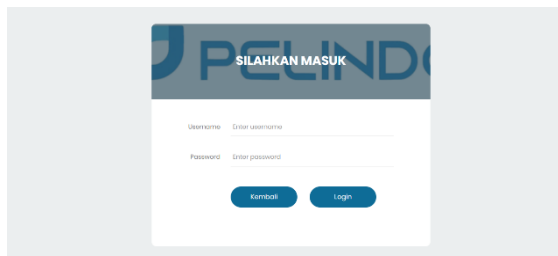 PELINDO
SILAHKAN MASUK
Username Enter username
Password Enter password
Kembali Login